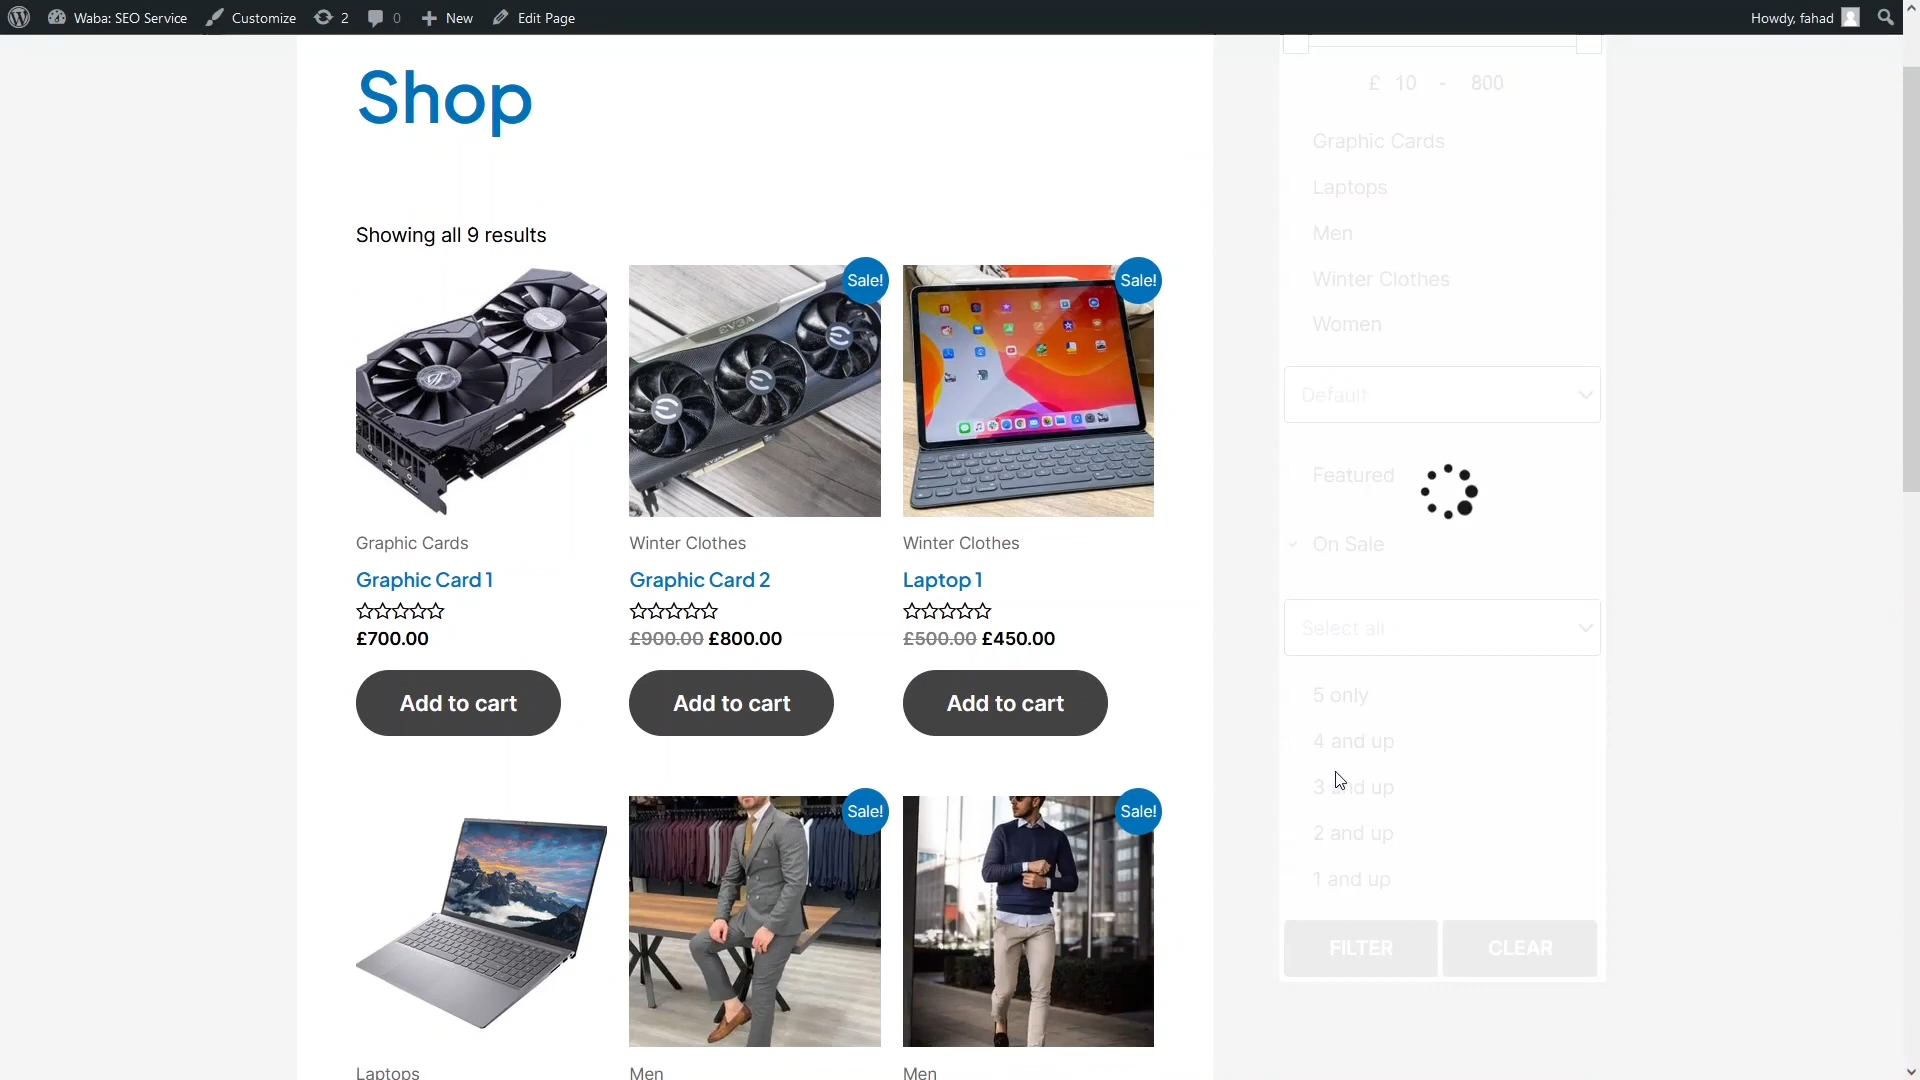 Waba: SEO Service
Customize
2
0
New
Edit Page
Howdy, fahad
Shop
Showing all 9 results
Sale!
Sale!
EVGA
Graphic Cards
Graphic Card 1
£700.00
Add to cart
Winter Clothes
Graphic Card 2
£900.00 £800.00
Add to cart
Winter Clothes
Laptop 1
£500.00 £450.00
Add to cart
Sale!
Sale!
Laptops
Men
Men
£ 10 - 800
Graphic Cards
Laptops
Men
Winter Clothes
Women
Default
Featured
On Sale
Select all
5 only
4 and up
3 and up
2 and up
1 and up
FILTER
CLEAR